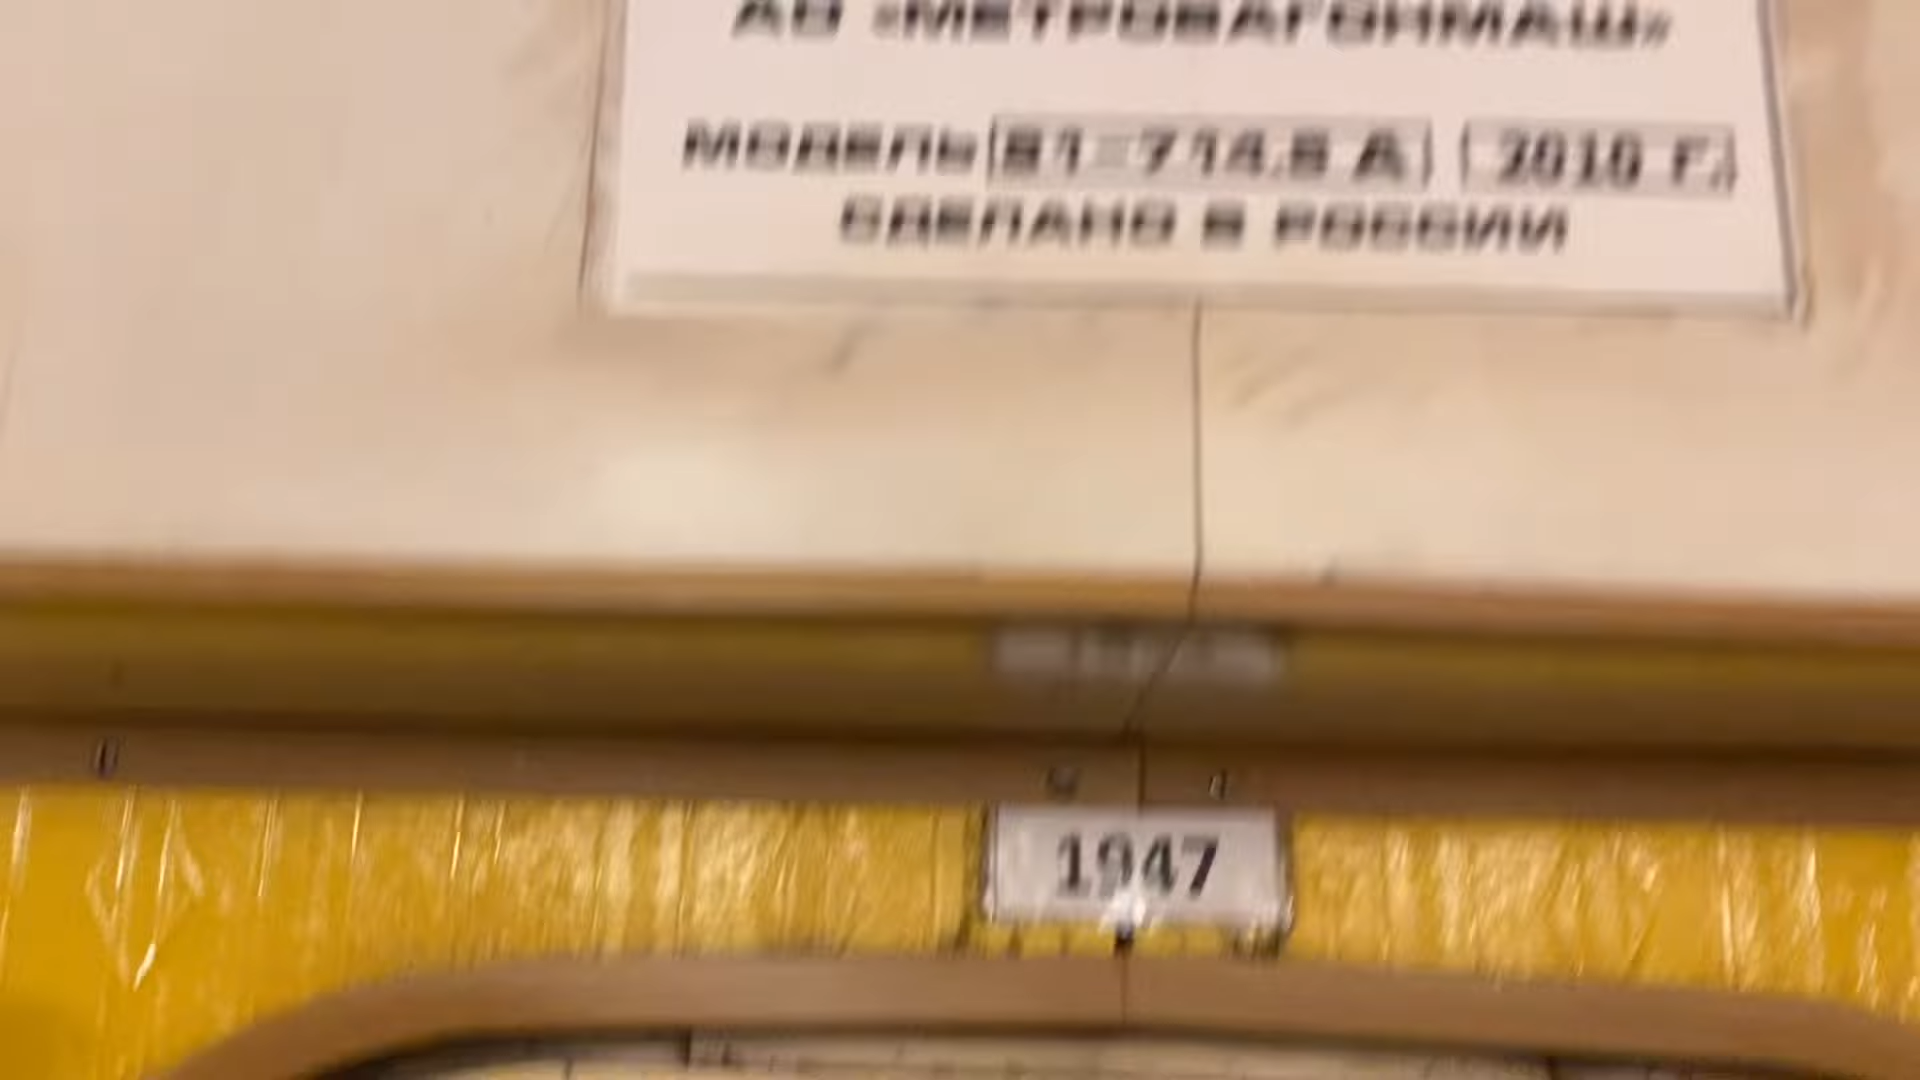 АО «МЕТРОВАГОНМАШ»
МОДЕЛЬ 81-714.5 А 2010 Г.
СДЕЛАНО В РОССИИ
1947